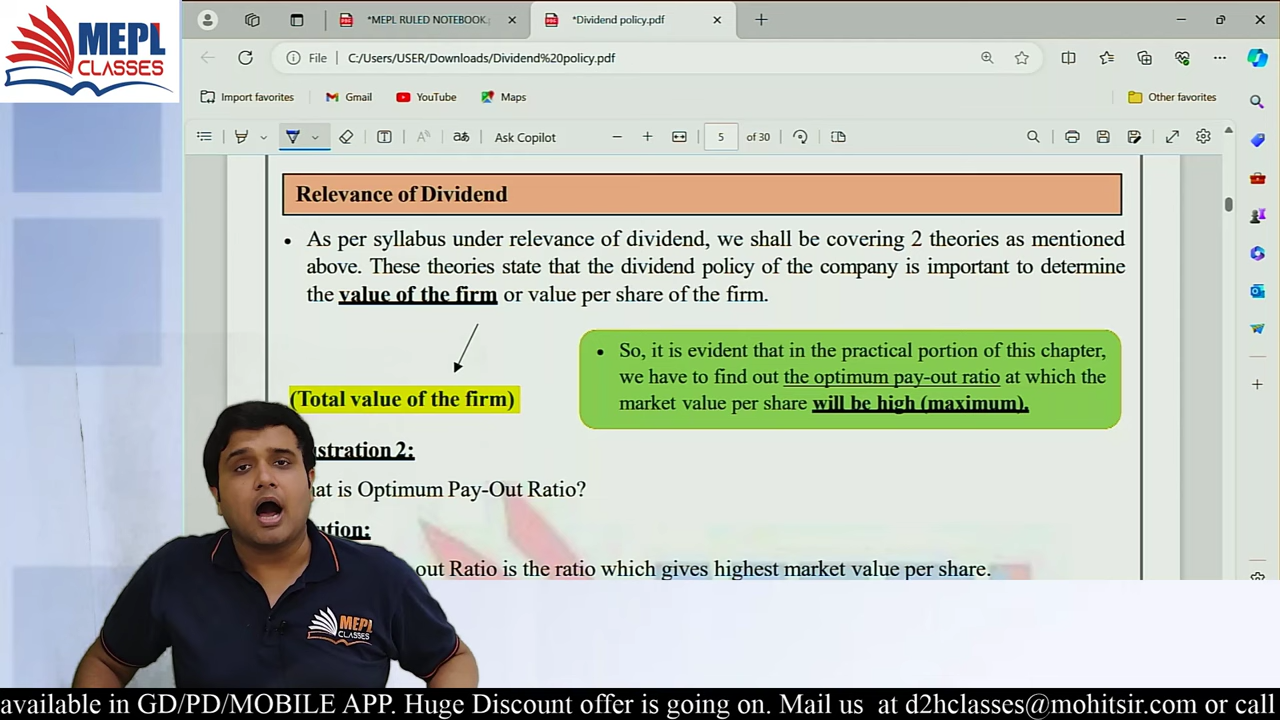 MEPL
CLASSES
*MEPL RULED NOTEBOOK.
*Dividend policy.pdf
File
C:/Users/USER/Downloads/Dividend%20policy.pdf
Import favorites
Gmail
YouTube
Maps
Other favorites
Ask Copilot
5
of 30
Relevance of Dividend
• As per syllabus under relevance of dividend, we shall be covering 2 theories as mentioned
above. These theories state that the dividend policy of the company is important to determine
the value of the firm or value per share of the firm.
(Total value of the firm)
• So, it is evident that in the practical portion of this chapter,
we have to find out the optimum pay-out ratio at which the
market value per share will be high (maximum).
ustration 2:
at is Optimum Pay-Out Ratio?
ution:
out Ratio is the ratio which gives highest market value per share.
MEPL
CLASSES
available in GD/PD/MOBILE APP. Huge Discount offer is going on. Mail us at d2hclasses@mohitsir.com or call